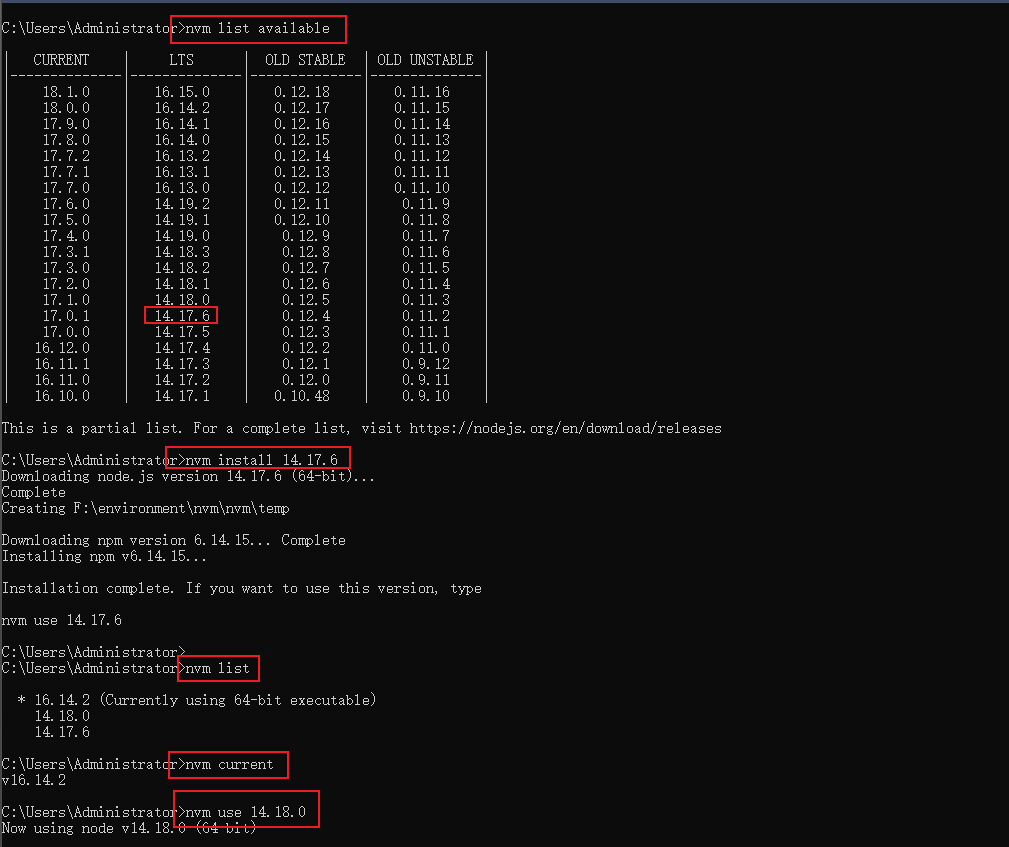 C:\Users\Administrator>nvm list available
| CURRENT | LTS | OLD STABLE | OLD UNSTABLE |
|--------------|--------------|--------------|--------------|
| 18.1.0 | 16.15.0 | 0.12.18 | 0.11.16 |
| 18.0.0 | 16.14.2 | 0.12.17 | 0.11.15 |
| 17.9.0 | 16.14.1 | 0.12.16 | 0.11.14 |
| 17.8.0 | 16.14.0 | 0.12.15 | 0.11.13 |
| 17.7.2 | 16.13.2 | 0.12.14 | 0.11.12 |
| 17.7.1 | 16.13.1 | 0.12.13 | 0.11.11 |
| 17.7.0 | 16.13.0 | 0.12.12 | 0.11.10 |
| 17.6.0 | 14.19.2 | 0.12.11 | 0.11.9 |
| 17.5.0 | 14.19.1 | 0.12.10 | 0.11.8 |
| 17.4.0 | 14.19.0 | 0.12.9 | 0.11.7 |
| 17.3.1 | 14.18.3 | 0.12.8 | 0.11.6 |
| 17.3.0 | 14.18.2 | 0.12.7 | 0.11.5 |
| 17.2.0 | 14.18.1 | 0.12.6 | 0.11.4 |
| 17.1.0 | 14.18.0 | 0.12.5 | 0.11.3 |
| 17.0.1 | 14.17.6 | 0.12.4 | 0.11.2 |
| 17.0.0 | 14.17.5 | 0.12.3 | 0.11.1 |
| 16.12.0 | 14.17.4 | 0.12.2 | 0.11.0 |
| 16.11.1 | 14.17.3 | 0.12.1 | 0.9.12 |
| 16.11.0 | 14.17.2 | 0.12.0 | 0.9.11 |
| 16.10.0 | 14.17.1 | 0.10.48 | 0.9.10 |
This is a partial list. For a complete list, visit https://nodejs.org/en/download/releases
C:\Users\Administrator>nvm install 14.17.6
Downloading node.js version 14.17.6 (64-bit)...
Complete
Creating F:\environment\nvm\nvm\temp
Downloading npm version 6.14.15... Complete
Installing npm v6.14.15...
Installation complete. If you want to use this version, type
nvm use 14.17.6
C:\Users\Administrator>
C:\Users\Administrator>nvm list
* 16.14.2 (Currently using 64-bit executable)
14.18.0
14.17.6
C:\Users\Administrator>nvm current
v16.14.2
C:\Users\Administrator>nvm use 14.18.0
Now using node v14.18.0 (64-bit)